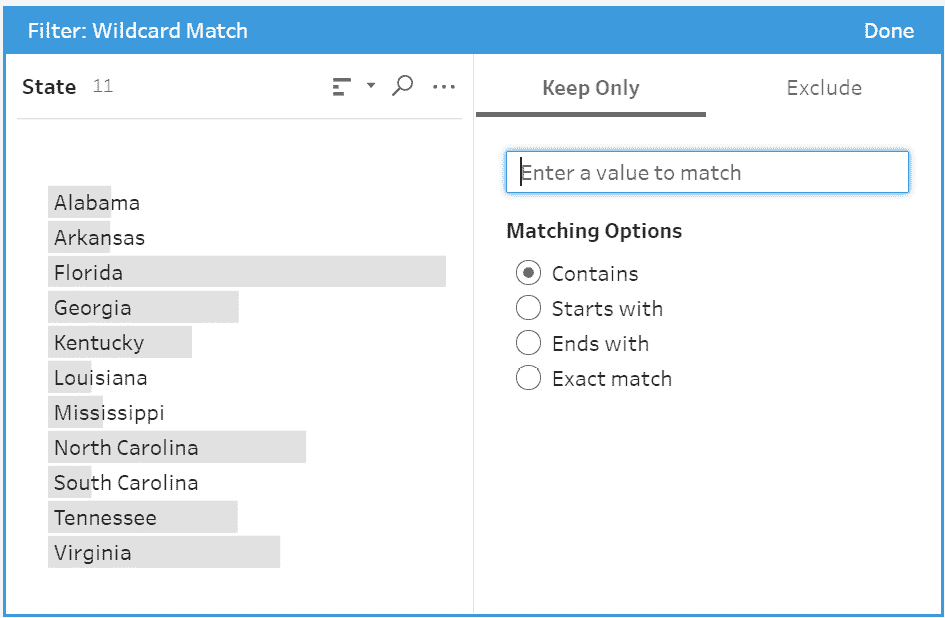 Filter: Wildcard Match Done
State 11
Keep Only Exclude
Enter a value to match
Matching Options
Contains
Starts with
Ends with
Exact match
Alabama
Arkansas
Florida
Georgia
Kentucky
Louisiana
Mississippi
North Carolina
South Carolina
Tennessee
Virginia